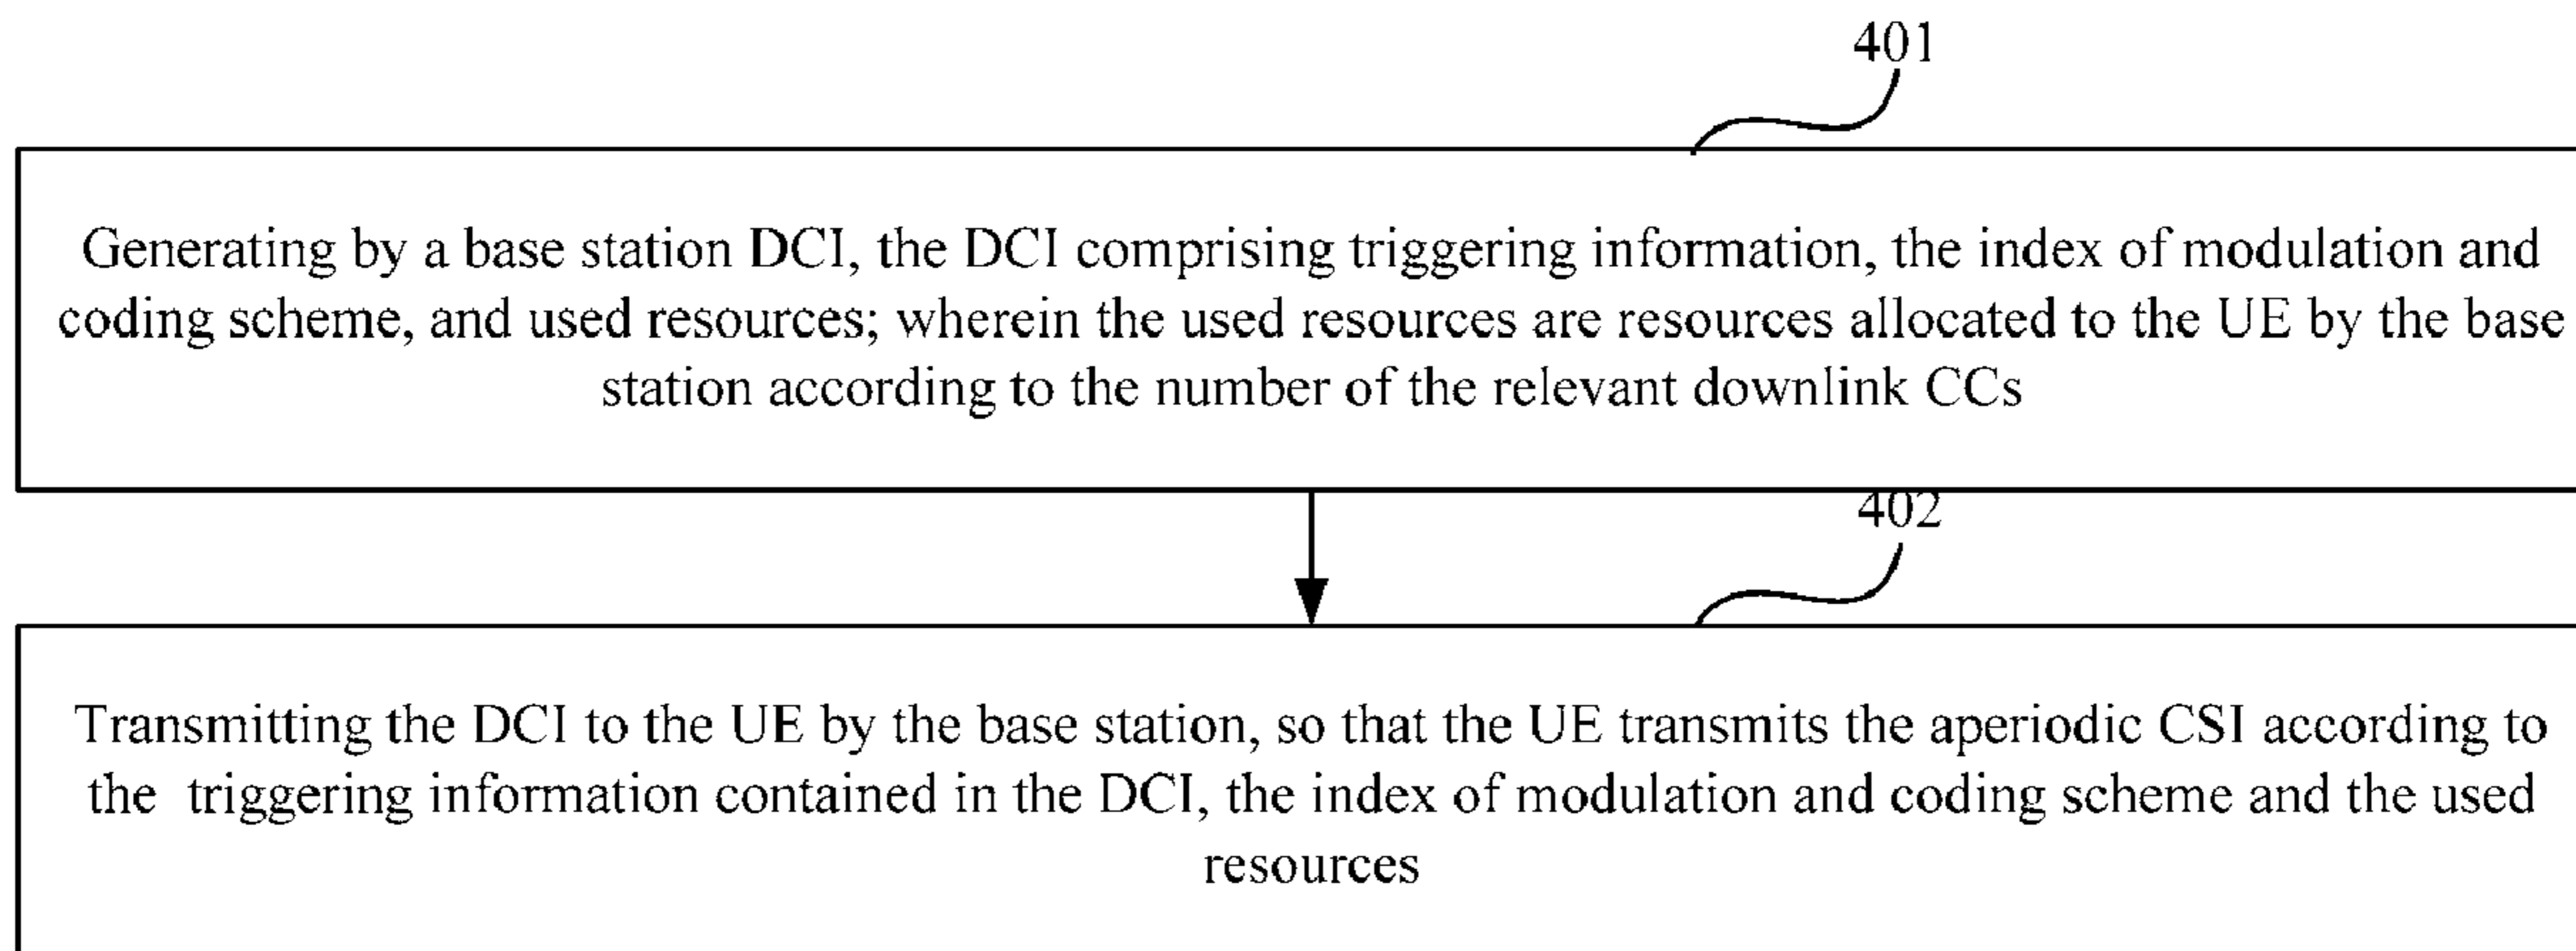 401
Generating by a base station DCI, the DCI comprising triggering information, the index of modulation and
coding scheme, and used resources; wherein the used resources are resources allocated to the UE by the base
station according to the number of the relevant downlink CCs
402
Transmitting the DCI to the UE by the base station, so that the UE transmits the aperiodic CSI according to
the triggering information contained in the DCI, the index of modulation and coding scheme and the used
resources